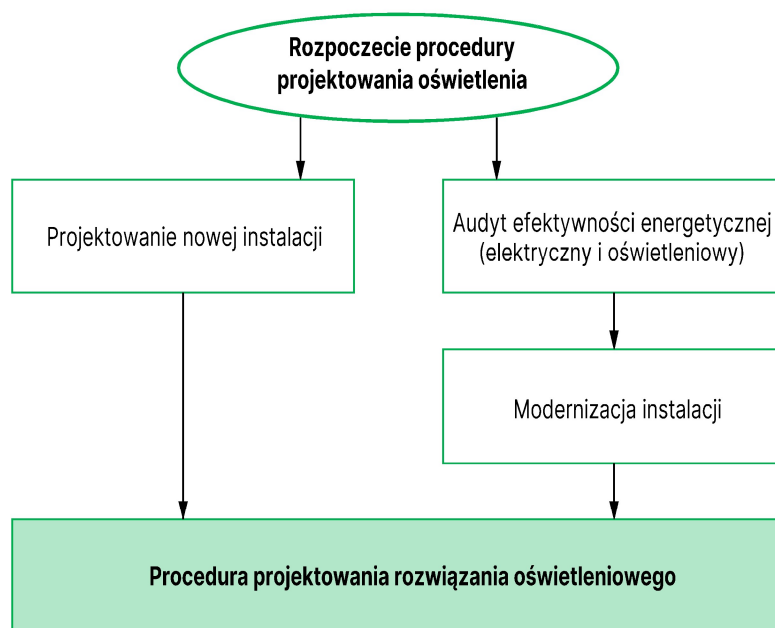 Rozpoczecie procedury
projektowania oświetlenia
Projektowanie nowej instalacji
Audyt efektywności energetycznej
(elektryczny i oświetleniowy)
Modernizacja instalacji
Procedura projektowania rozwiązania oświetleniowego